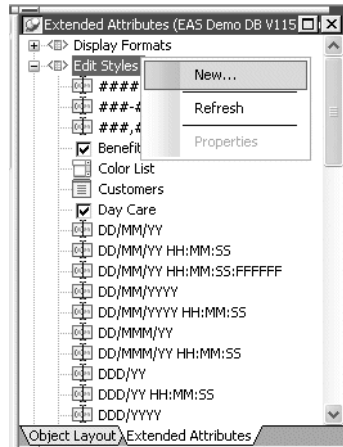 Extended Attributes (EAS Demo DB V115
Display Formats
Edit Styles
New...
####
###-#
Refresh
###,#
Properties
Benefit
Color List
Customers
Day Care
DD/MM/YY
DD/MM/YY HH:MM:SS
DD/MM/YY HH:MM:SS:FFFFFF
DD/MM/YYYY
DD/MM/YYYY HH:MM:SS
DD/MMM/YY
DD/MMM/YY HH:MM:SS
DDD/YY
DDD/YY HH:MM:SS
DDD/YYYY
Object Layout Extended Attributes